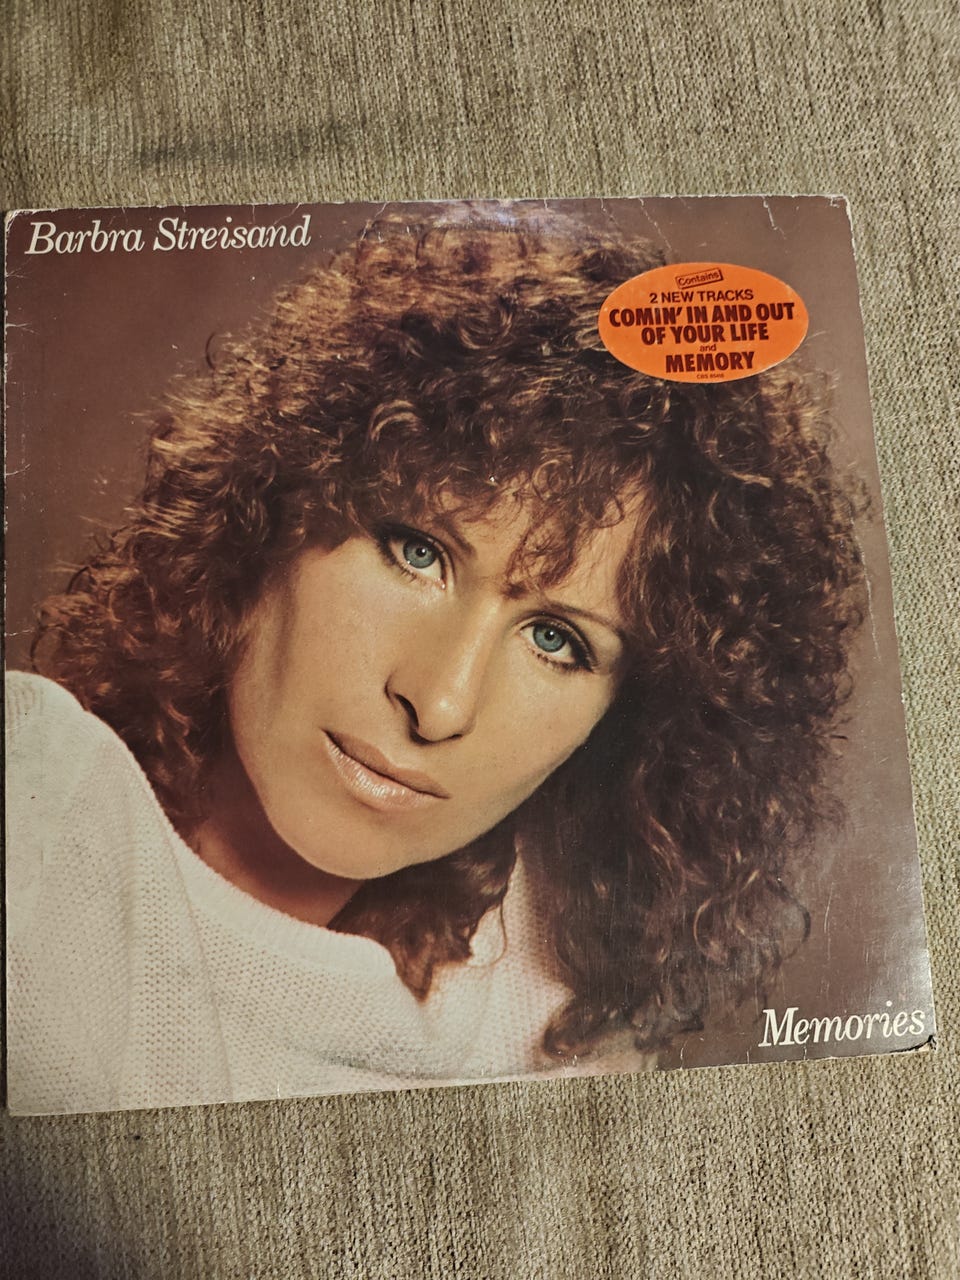 Barbra Streisand
Contains
2 NEW TRACKS
COMIN' IN AND OUT
OF YOUR LIFE
and
MEMORY
Memories